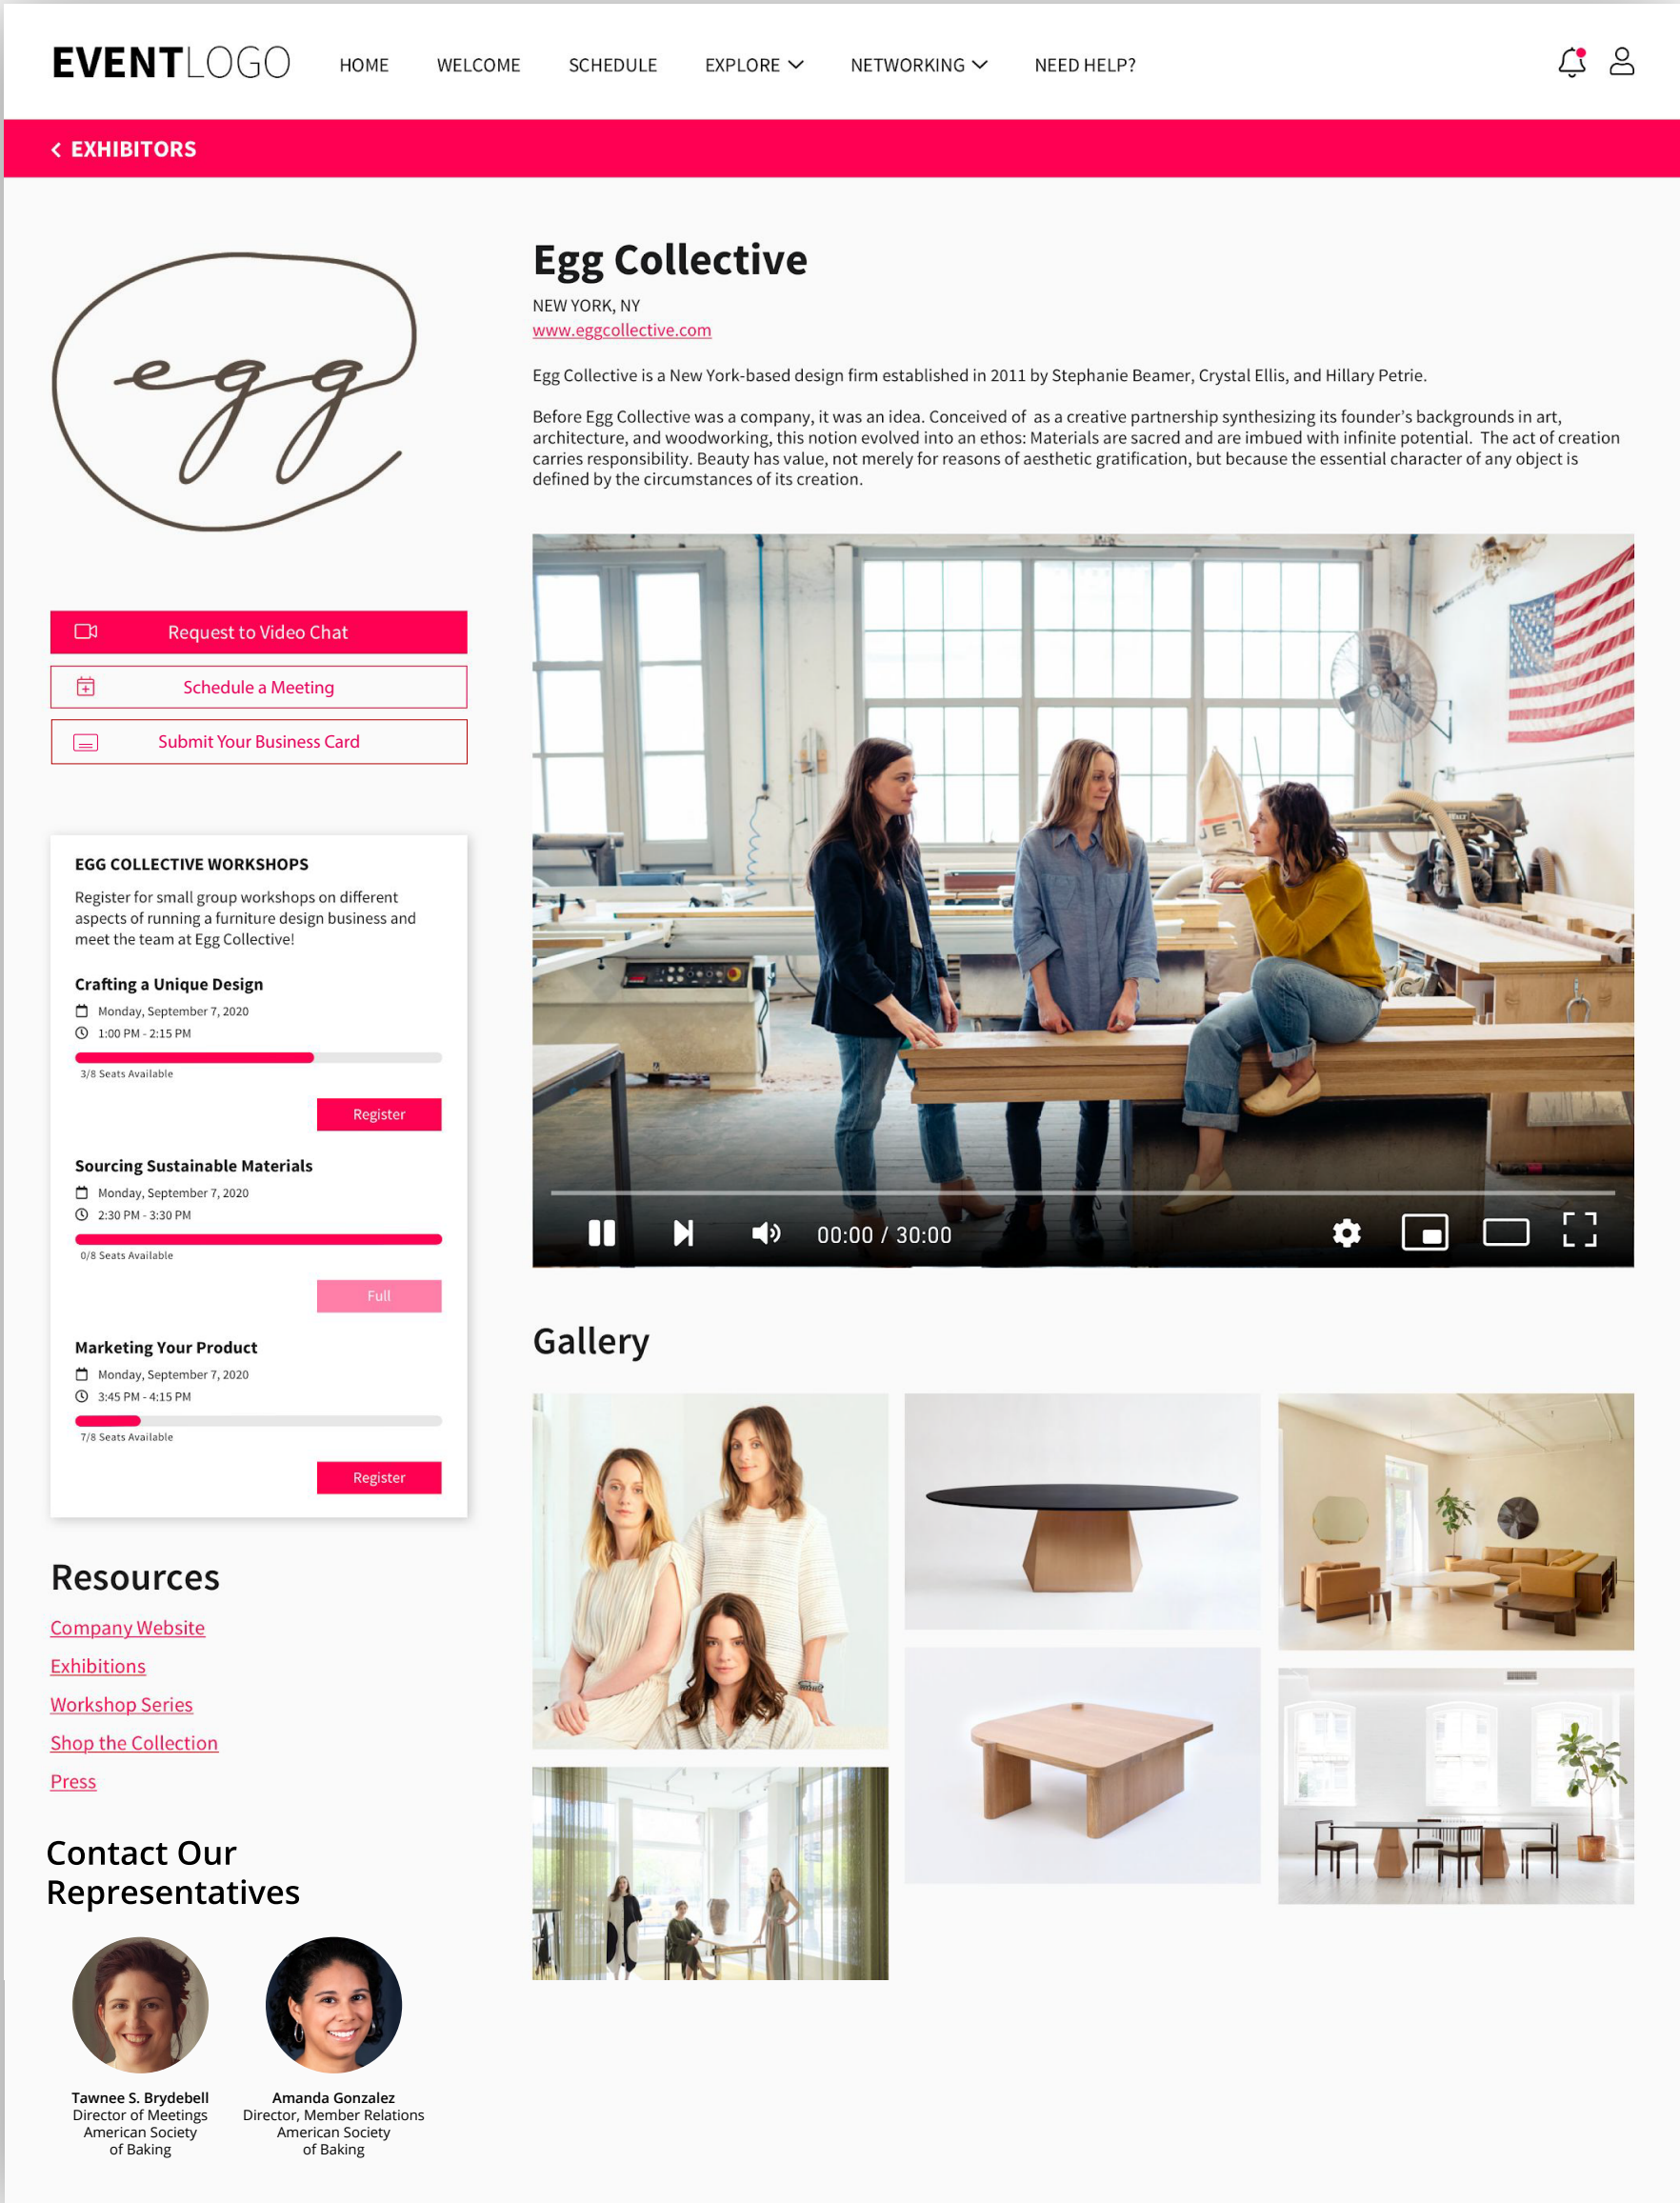 EVENTLOGO
HOME
WELCOME
SCHEDULE
EXPLORE
NETWORKING
NEED HELP?
EXHIBITORS
egg
Request to Video Chat
Schedule a Meeting
Submit Your Business Card
EGG COLLECTIVE WORKSHOPS
Register for small group workshops on different
aspects of running a furniture design business and
meet the team at Egg Collective!
Crafting a Unique Design
Monday, September 7, 2020
1:00 PM - 2:15 PM
3/8 Seats Available
Register
Sourcing Sustainable Materials
Monday, September 7, 2020
2:30 PM - 3:30 PM
0/8 Seats Available
Full
Marketing Your Product
Monday, September 7, 2020
3:45 PM - 4:15 PM
7/8 Seats Available
Register
Resources
Company Website
Exhibitions
Workshop Series
Shop the Collection
Press
Contact Our
Representatives
Tawnee S. Brydebell
Director of Meetings
American Society
of Baking
Amanda Gonzalez
Director, Member Relations
American Society
of Baking
Egg Collective
NEW YORK, NY
www.eggcollective.com
Egg Collective is a New York-based design firm established in 2011 by Stephanie Beamer, Crystal Ellis, and Hillary Petrie.
Before Egg Collective was a company, it was an idea. Conceived of  as a creative partnership synthesizing its founder’s backgrounds in art,
architecture, and woodworking, this notion evolved into an ethos: Materials are sacred and are imbued with infinite potential.  The act of creation
carries responsibility. Beauty has value, not merely for reasons of aesthetic gratification, but because the essential character of any object is
defined by the circumstances of its creation.
JET
00:00 / 30:00
Gallery